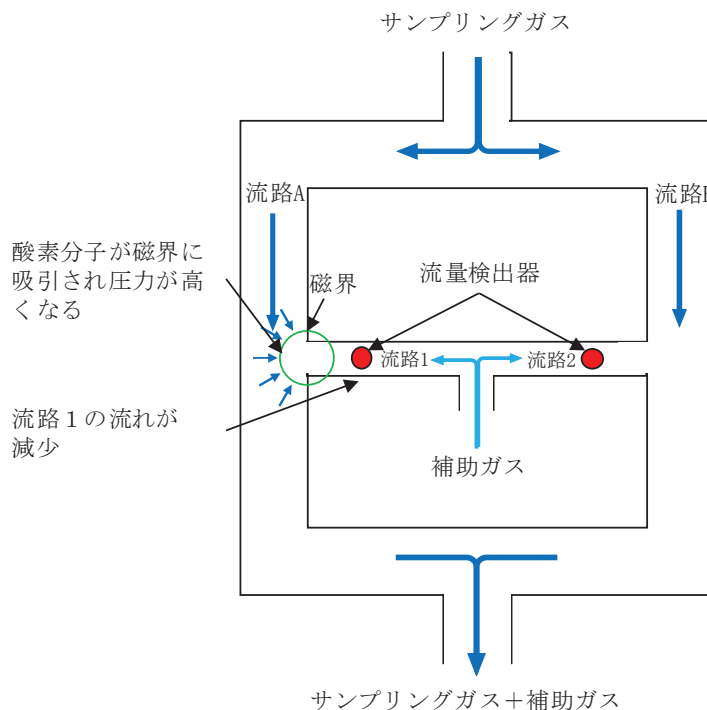 サンプリングガス
流路A
流路B
酸素分子が磁界に
吸引され圧力が高
くなる
磁界
流量検出器
流路1
流路2
流路１の流れが
減少
補助ガス
サンプリングガス＋補助ガス